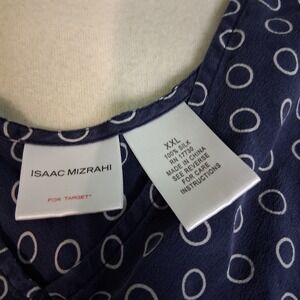 ISAAC MIZRAHI
FOR TARGET
XXL
100% SILK
RN 17730
MADE IN CHINA
SEE REVERSE
FOR CARE
INSTRUCTIONS